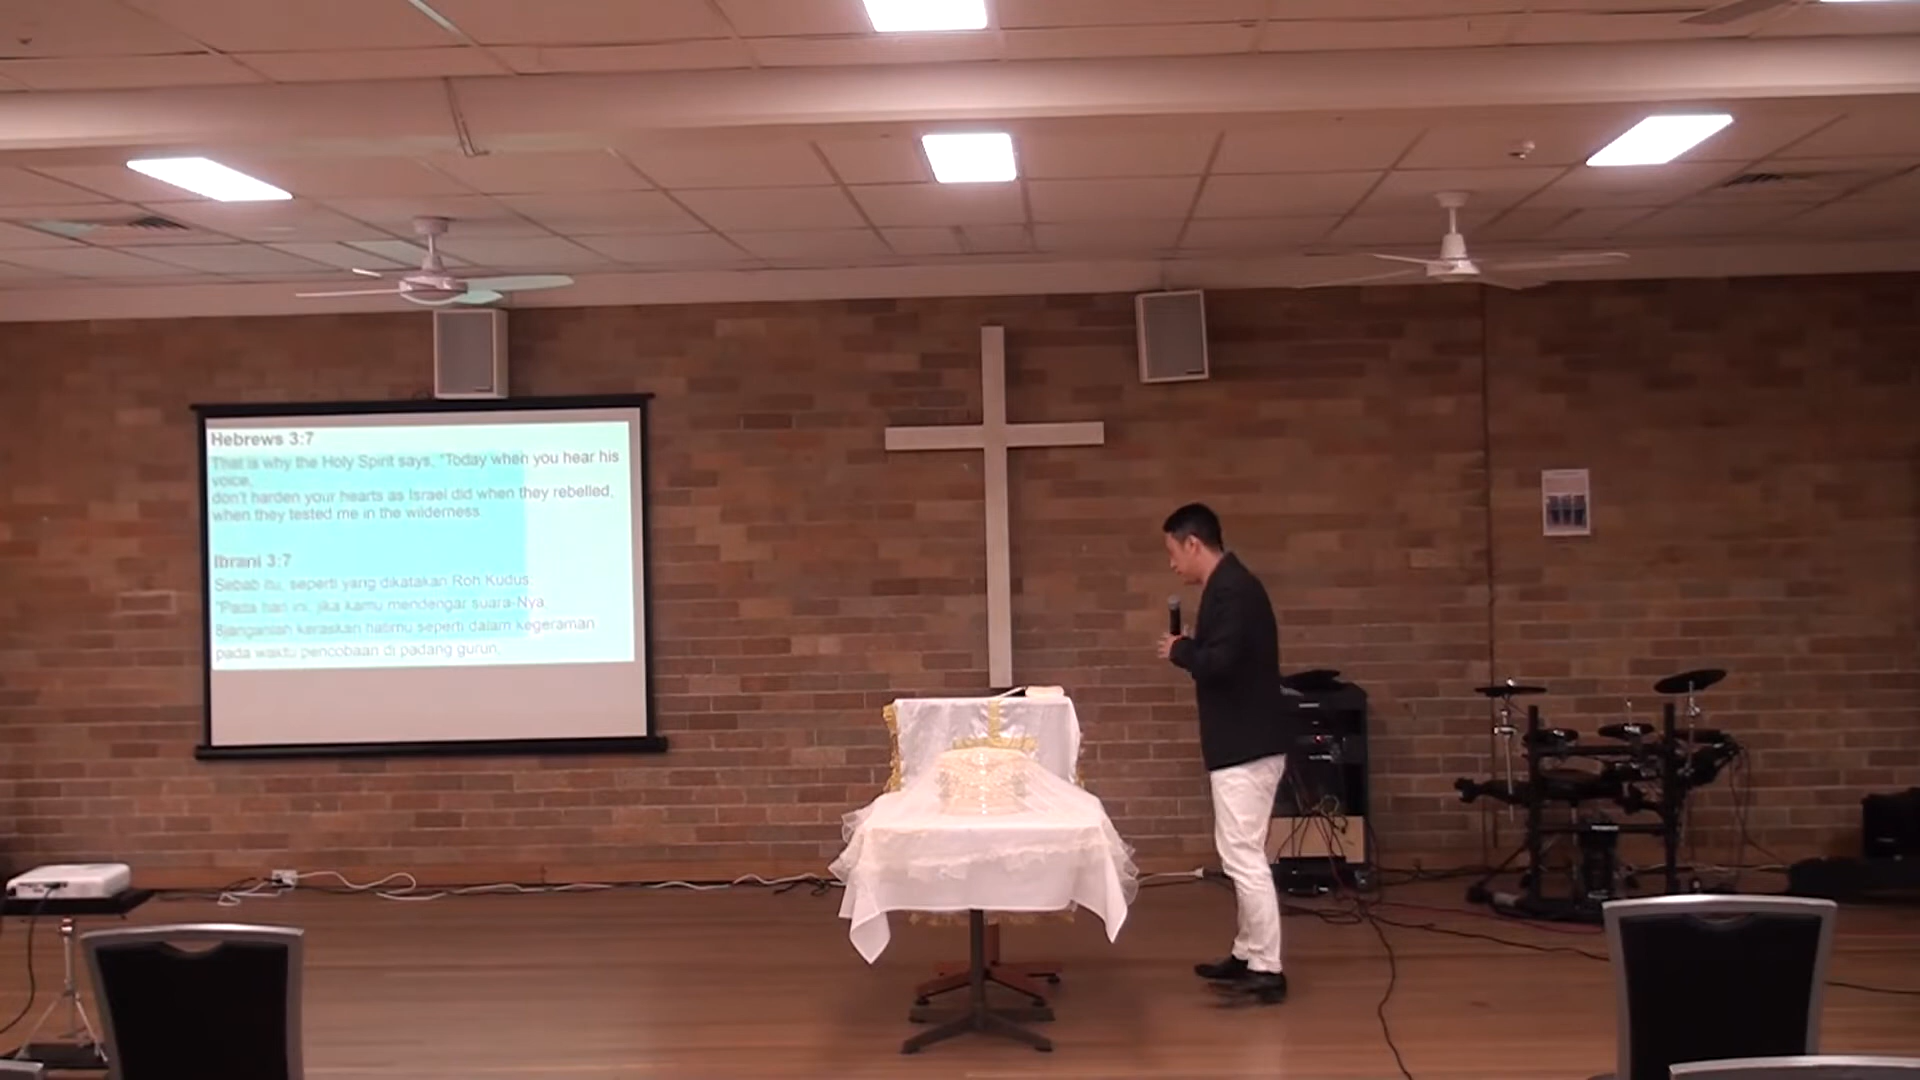 Hebrews 3:7
That is why the Holy Spirit says, "Today when you hear his
voice,
don't harden your hearts as Israel did when they rebelled,
when they tested me in the wilderness.
Ibrani 3:7
Sebab itu, seperti yang dikatakan Roh Kudus:
"Pada hari ini, jika kamu mendengar suara-Nya,
8janganlah keraskan hatimu seperti dalam kegeraman
pada waktu pencobaan di padang gurun,